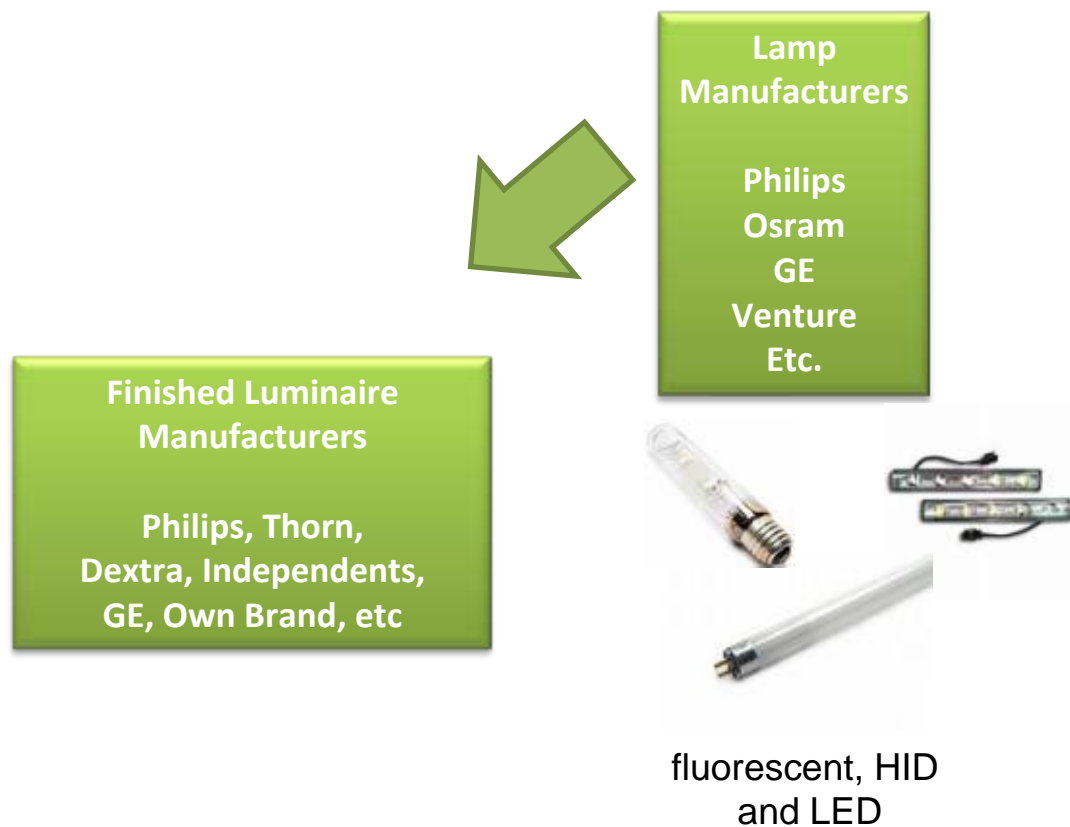 Lamp
Manufacturers
Philips
Osram
GE
Venture
Etc.
Finished Luminaire
Manufacturers
Philips, Thorn,
Dextra, Independents,
GE, Own Brand, etc
fluorescent, HID
and LED